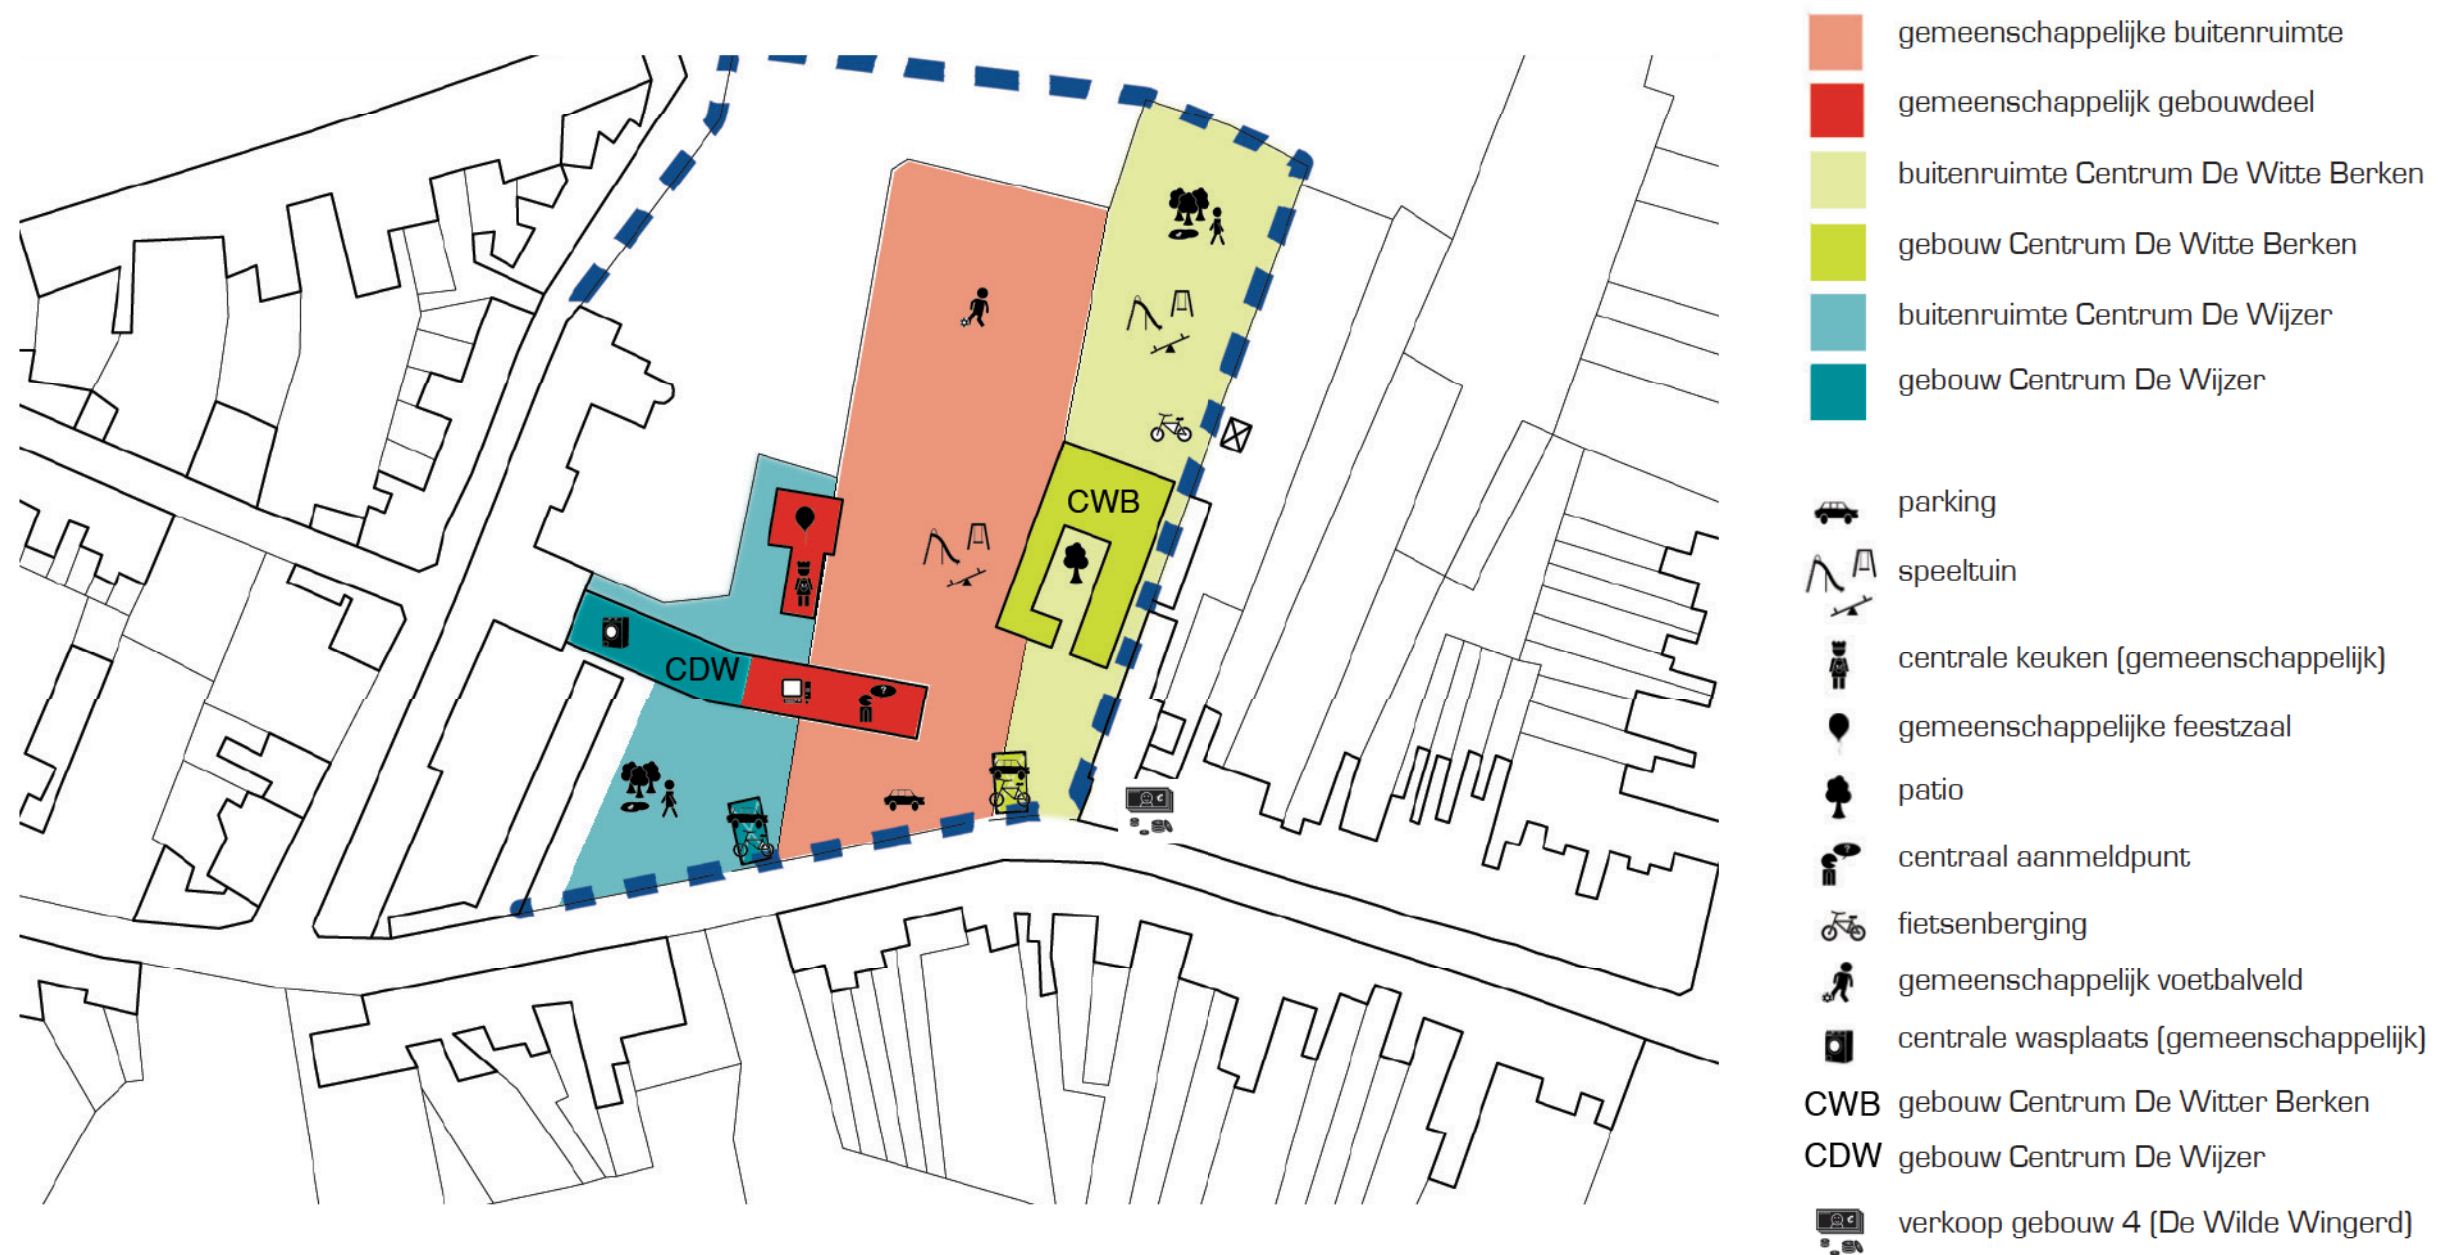 CWB
CDW
gemeenschappelijke buitenruimte
gemeenschappelijk gebouwdeel
buitenruimte Centrum De Witte Berken
gebouw Centrum De Witte Berken
buitenruimte Centrum De Wijzer
gebouw Centrum De Wijzer
parking
speeltuin
centrale keuken (gemeenschappelijk)
gemeenschappelijke feestzaal
patio
centraal aanmeldpunt
fietsenberging
gemeenschappelijk voetbalveld
centrale wasplaats (gemeenschappelijk)
CWB gebouw Centrum De Witter Berken
CDW gebouw Centrum De Wijzer
verkoop gebouw 4 (De Wilde Wingerd)